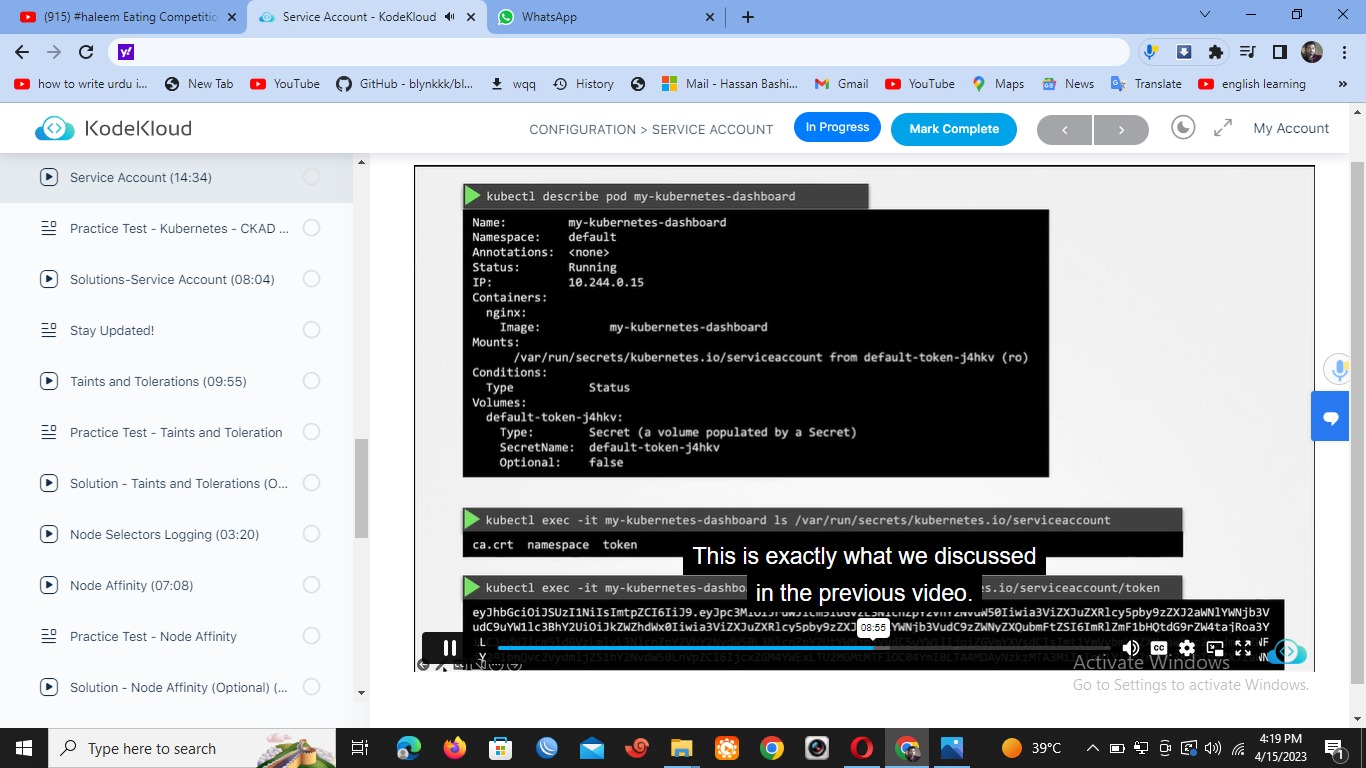 (915) #haleem Eating Competitio
Service Account - KodeKloud
WhatsApp
how to write urdu i...
New Tab
YouTube
GitHub - blynkkk/bl...
wqq
History
Mail - Hassan Bashi...
Gmail
YouTube
Maps
News
Translate
english learning
KodeKloud
CONFIGURATION > SERVICE ACCOUNT
In Progress
Mark Complete
My Account
Service Account (14:34)
Practice Test - Kubernetes - CKAD ...
Solutions-Service Account (08:04)
Stay Updated!
Taints and Tolerations (09:55)
Practice Test - Taints and Toleration
Solution - Taints and Tolerations (O...
Node Selectors Logging (03:20)
Node Affinity (07:08)
Practice Test - Node Affinity
Solution - Node Affinity (Optional) (...
kubectl describe pod my-kubernetes-dashboard
Name: my-kubernetes-dashboard
Namespace: default
Annotations: <none>
Status: Running
IP: 10.244.0.15
Containers:
nginx:
Image: my-kubernetes-dashboard
Mounts:
/var/run/secrets/kubernetes.io/serviceaccount from default-token-j4hkv (ro)
Conditions:
Type Status
Volumes:
default-token-j4hkv:
Type: Secret (a volume populated by a Secret)
SecretName: default-token-j4hkv
Optional: false
kubectl exec -it my-kubernetes-dashboard ls /var/run/secrets/kubernetes.io/serviceaccount
ca.crt namespace token
This is exactly what we discussed
in the previous video.
kubectl exec -it my-kubernetes-dashbo
es.io/serviceaccount/token
08:55
Activate Windows
Go to Settings to activate Windows.
Type here to search
39°C
4:19 PM
4/15/2023
1